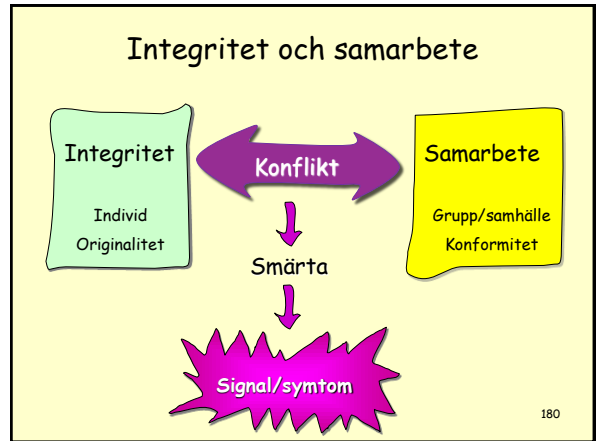 Integritet och samarbete
Integritet
Individ
Originalitet
Konflikt
Samarbete
Grupp/samhälle
Konformitet
Smärta
Signal/symtom
180